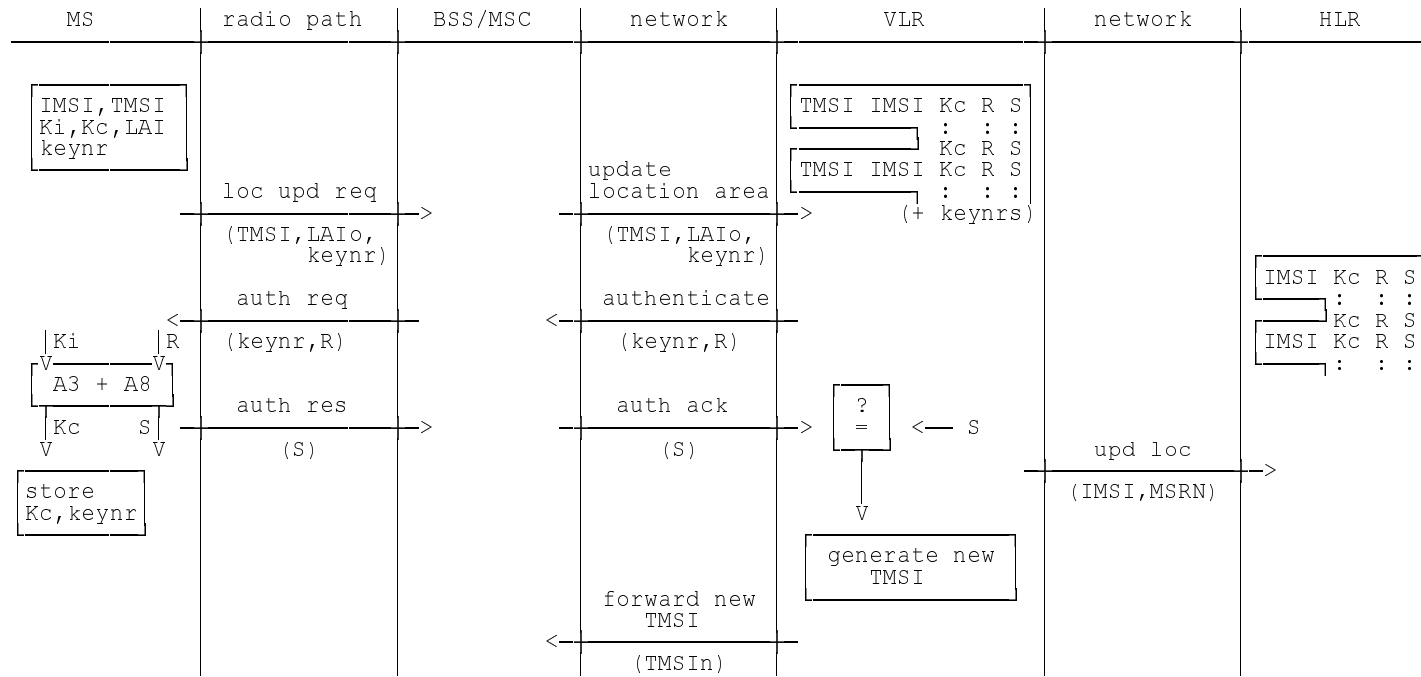 MS radio path BSS/MSC network VLR network HLR
IMSI,TMSI TMSI IMSI Kc R S
Ki,Kc,LAI : : :
keynr Kc R S
update TMSI IMSI Kc R S
loc upd req location area : : :
(+ keynrs)
(TMSI,LAIo, (TMSI,LAIo,
keynr) keynr)
IMSI Kc R S
auth req authenticate : : :
Kc R S
Ki R (keynr,R) (keynr,R) IMSI Kc R S
: : :
A3 + A8
auth res auth ack ?
Kc S = <— S
(S) (S) upd loc
store (IMSI,MSRN)
Kc,keynr
generate new
TMSI
forward new
TMSI
(TMSIn)